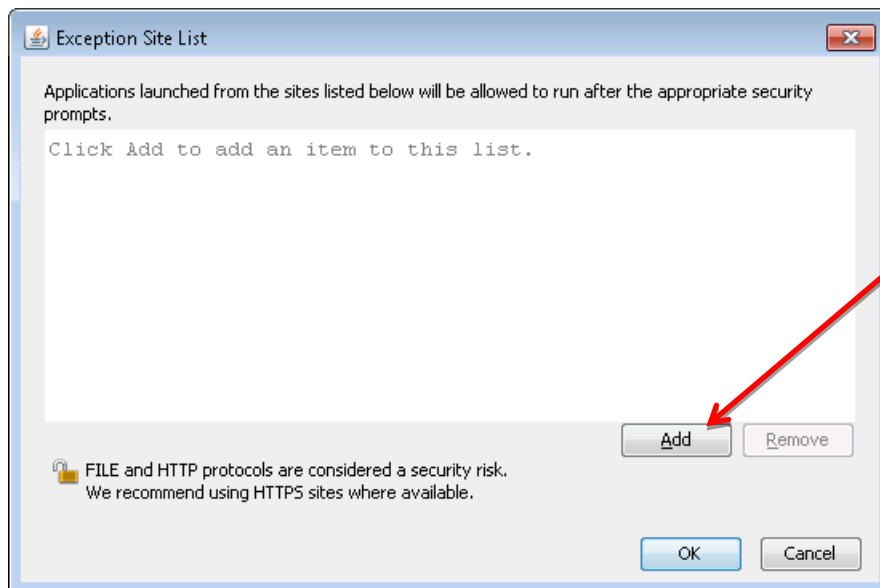 Exception Site List
Applications launched from the sites listed below will be allowed to run after the appropriate security
prompts.
Click Add to add an item to this list.
Add
Remove
FILE and HTTP protocols are considered a security risk.
We recommend using HTTPS sites where available.
OK
Cancel